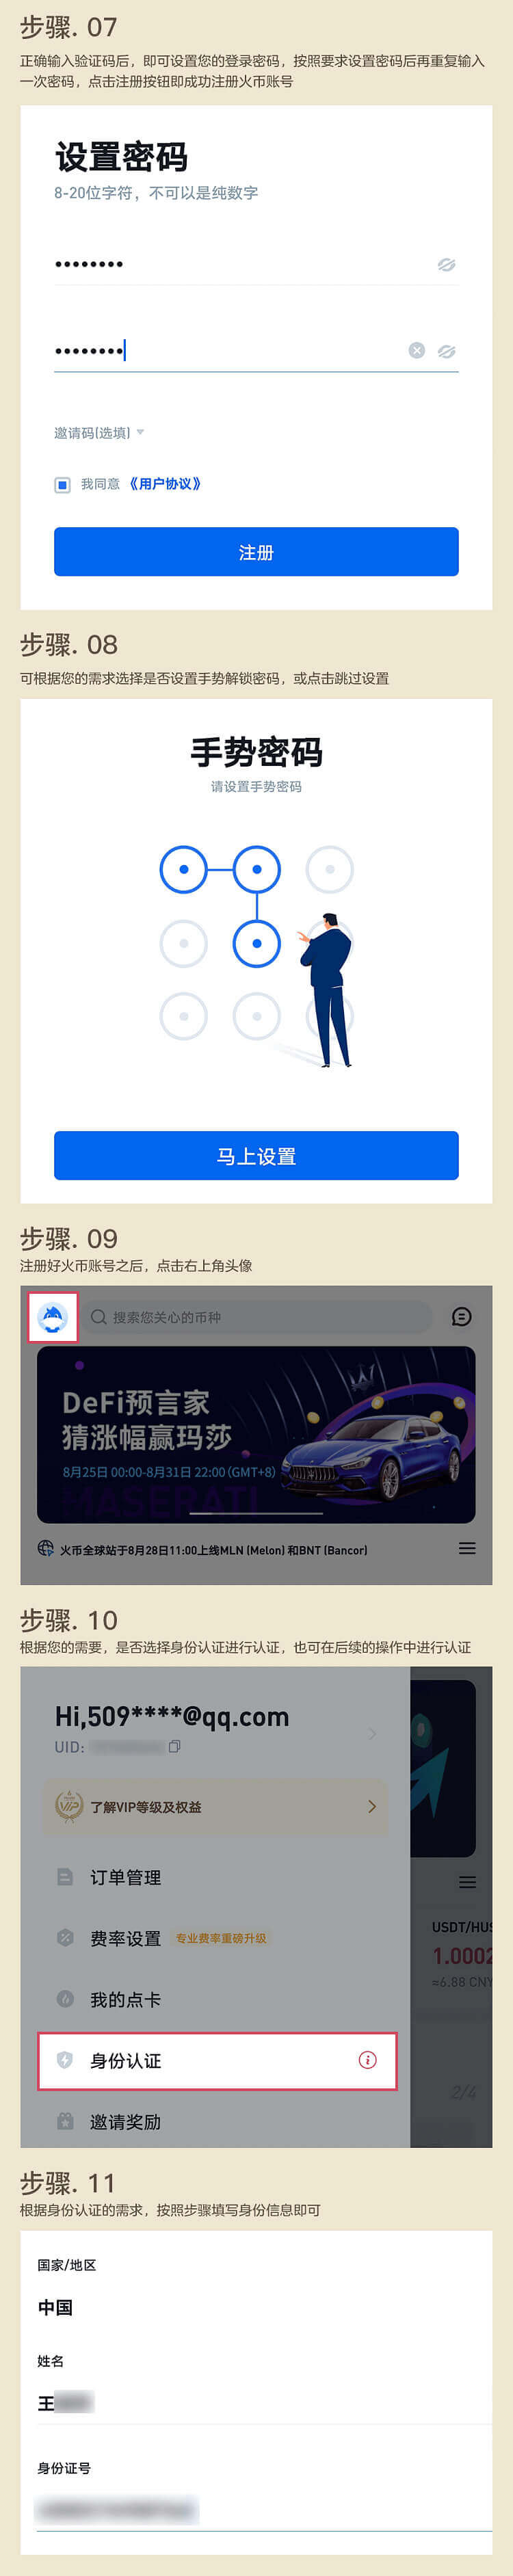 步骤. 07
正确输入验证码后，即可设置您的登录密码，按照要求设置密码后再重复输入
一次密码，点击注册按钮即成功注册火币账号
设置密码
8-20位字符，不可以是纯数字
邀请码(选填)
我同意 《用户协议》
注册
步骤. 08
可根据您的需求选择是否设置手势解锁密码，或点击跳过设置
手势密码
请设置手势密码
马上设置
步骤. 09
注册好火币账号之后，点击右上角头像
搜索您关心的币种
DeFi预言家
猜涨幅赢玛莎
8月25日 00:00-8月31日 22:00(GMT+8)
MASERATI
火币全球站于8月28日11:00上线MLN (Melon) 和BNT (Bancor)
步骤. 10
根据您的需要，是否选择身份认证进行认证，也可在后续的操作中进行认证
Hi,509****@qq.com
UID:
VIP 了解VIP等级及权益
订单管理
费率设置 专业费率重磅升级
USDT/HUS
1.0002
≈6.88 CNY
我的点卡
身份认证
2/4
邀请奖励
步骤. 11
根据身份认证的需求，按照步骤填写身份信息即可
国家/地区
中国
姓名
王
身份证号